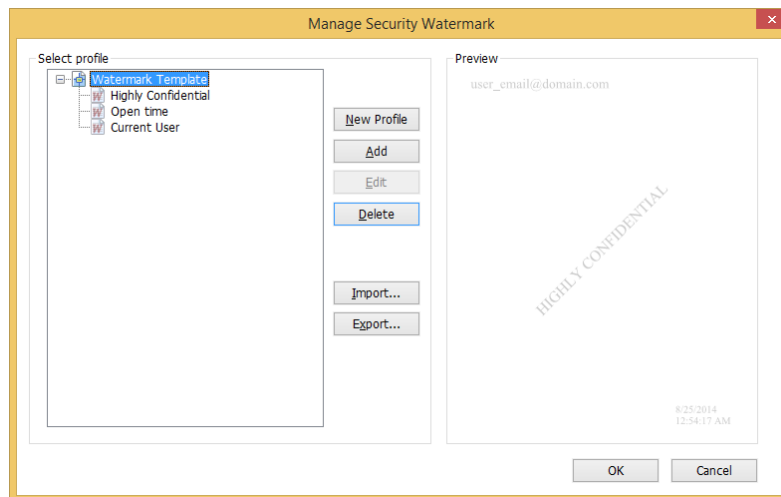 Manage Security Watermark
Select profile
Watermark Template
Highly Confidential
Open time
Current User
New Profile
Add
Edit
Delete
Import...
Export...
Preview
user_email@domain.com
HIGHLY CONFIDENTIAL
8/25/2014
12:54:17 AM
OK
Cancel